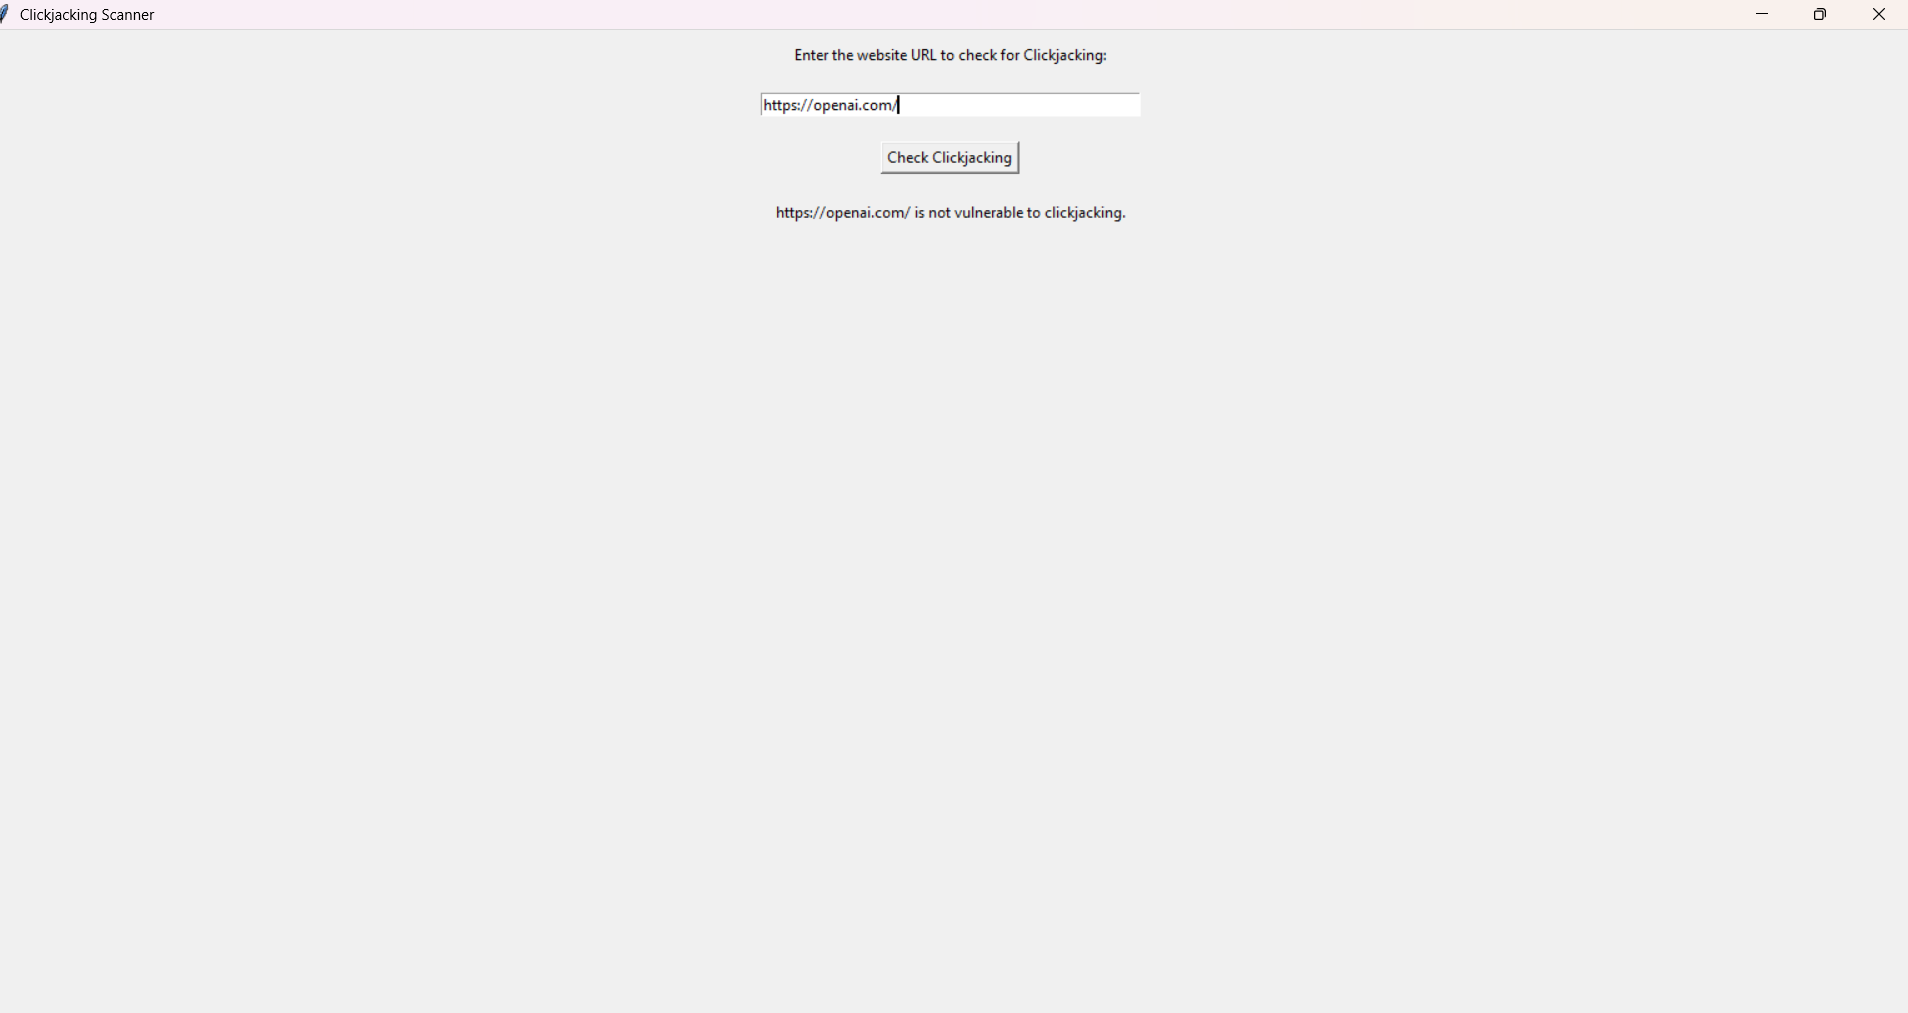 Clickjacking Scanner
Enter the website URL to check for Clickjacking:
https://openai.com/
Check Clickjacking
https://openai.com/ is not vulnerable to clickjacking.